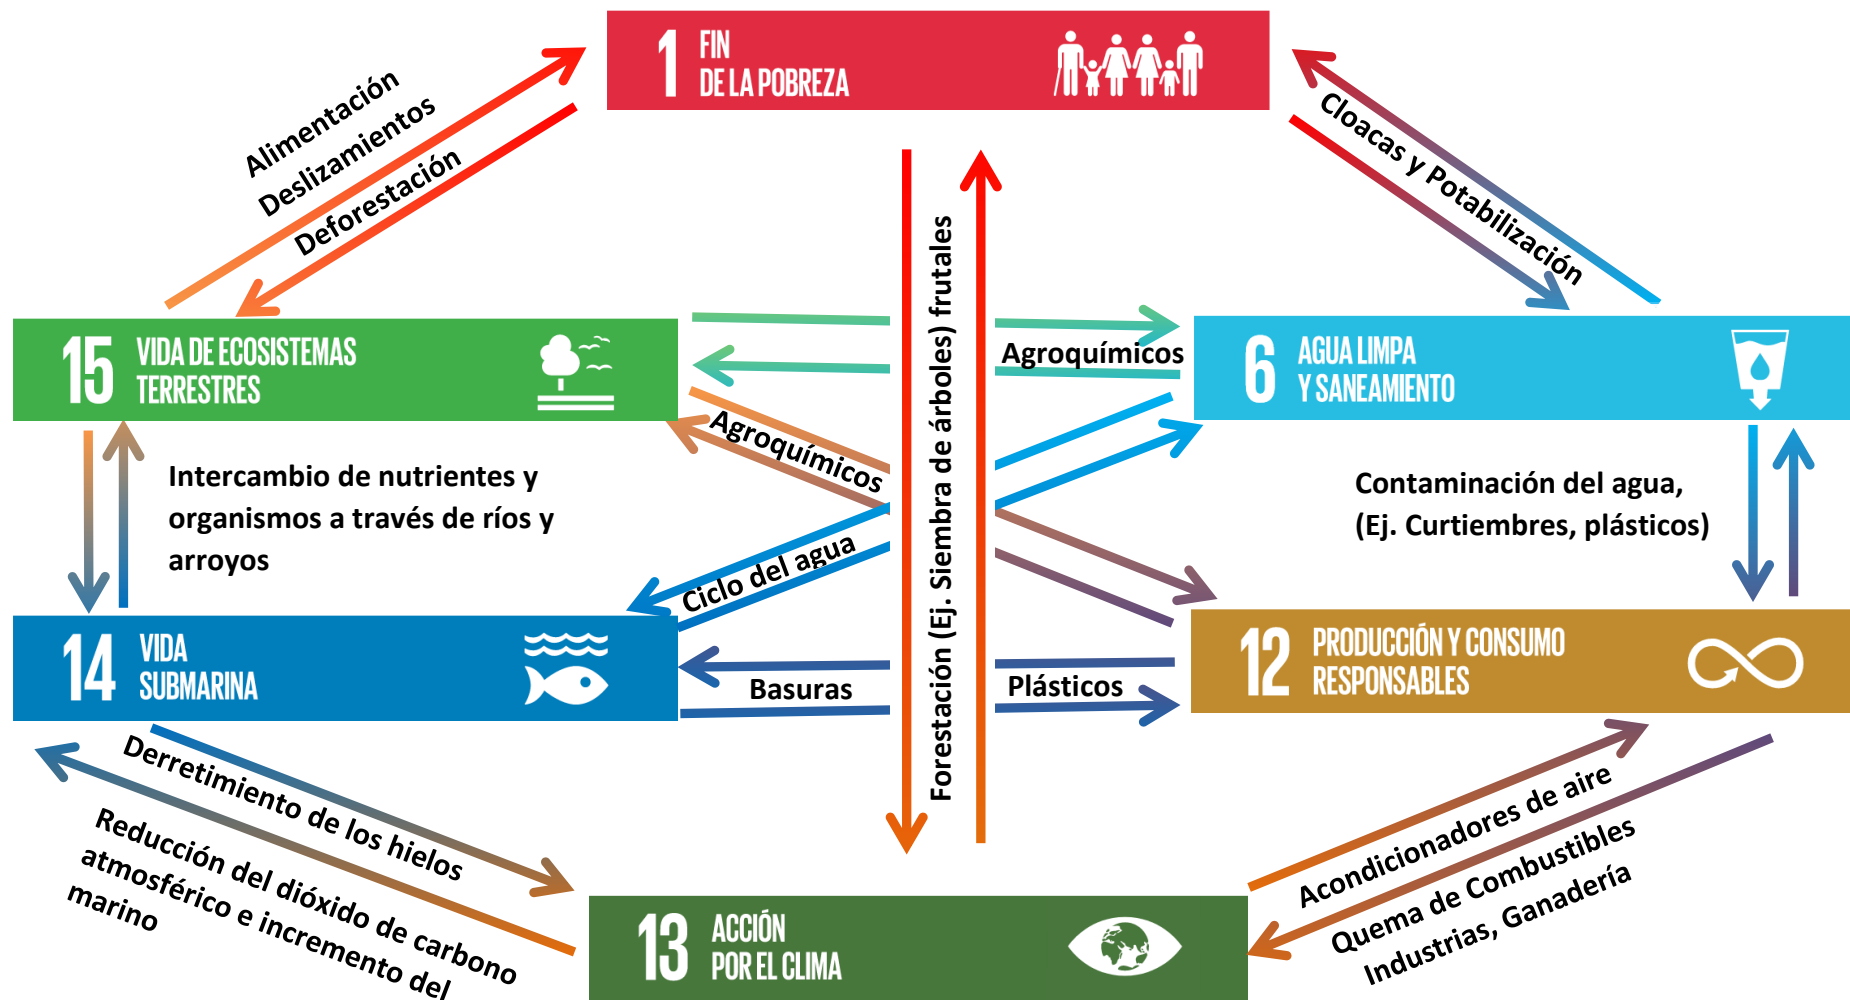 1 FIN
DE LA POBREZA
Alimentación
Deslizamientos
Deforestación
Cloacas y Potabilización
Forestación (Ej. Siembra de árboles) frutales
15 VIDA DE ECOSISTEMAS
TERRESTRES
Agroquímicos
6 AGUA LIMPA
Y SANEAMIENTO
Agroquímicos
Intercambio de nutrientes y
organismos a través de ríos y
arroyos
Contaminación del agua,
(Ej. Curtiembres, plásticos)
Ciclo del agua
14 VIDA
SUBMARINA
Basuras
Plásticos
12 PRODUCCIÓN Y CONSUMO
RESPONSABLES
Derretimiento de los hielos
Reducción del dióxido de carbono
atmosférico e incremento del
marino
Acondicionadores de aire
Quema de Combustibles
Industrias, Ganadería
13 ACCIÓN
POR EL CLIMA